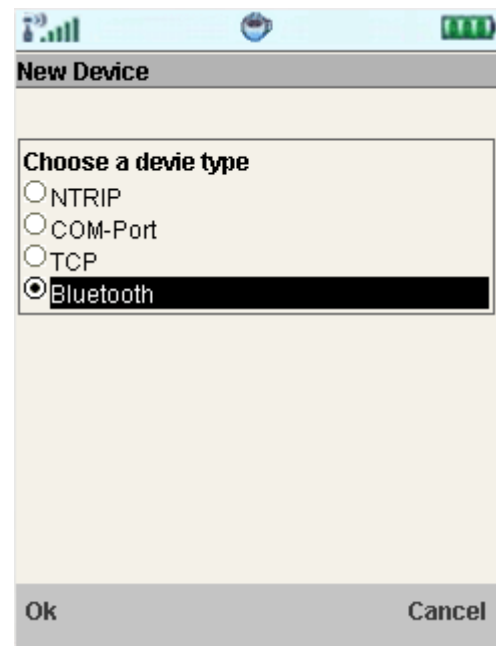 New Device
Choose a devie type
NTRIP
COM-Port
TCP
Bluetooth
Ok
Cancel